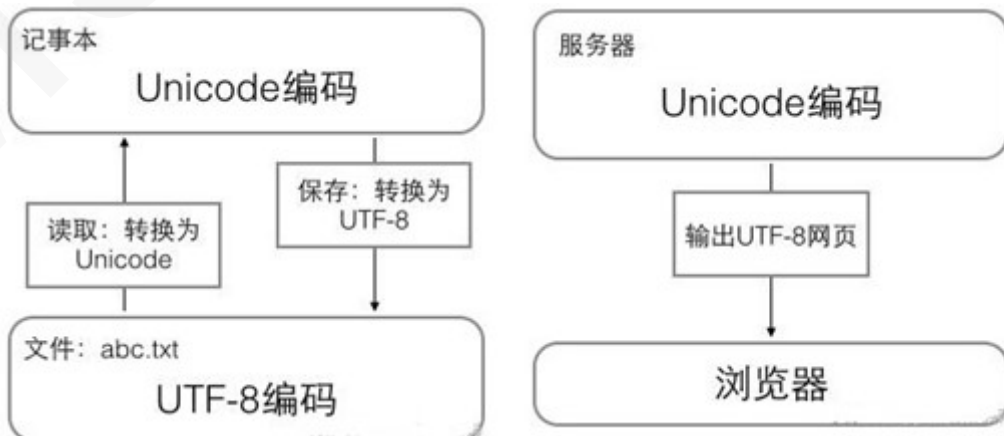 记事本
Unicode编码
读取：转换为
Unicode
保存：转换为
UTF-8
文件：abc.txt
UTF-8编码
服务器
Unicode编码
输出UTF-8网页
浏览器